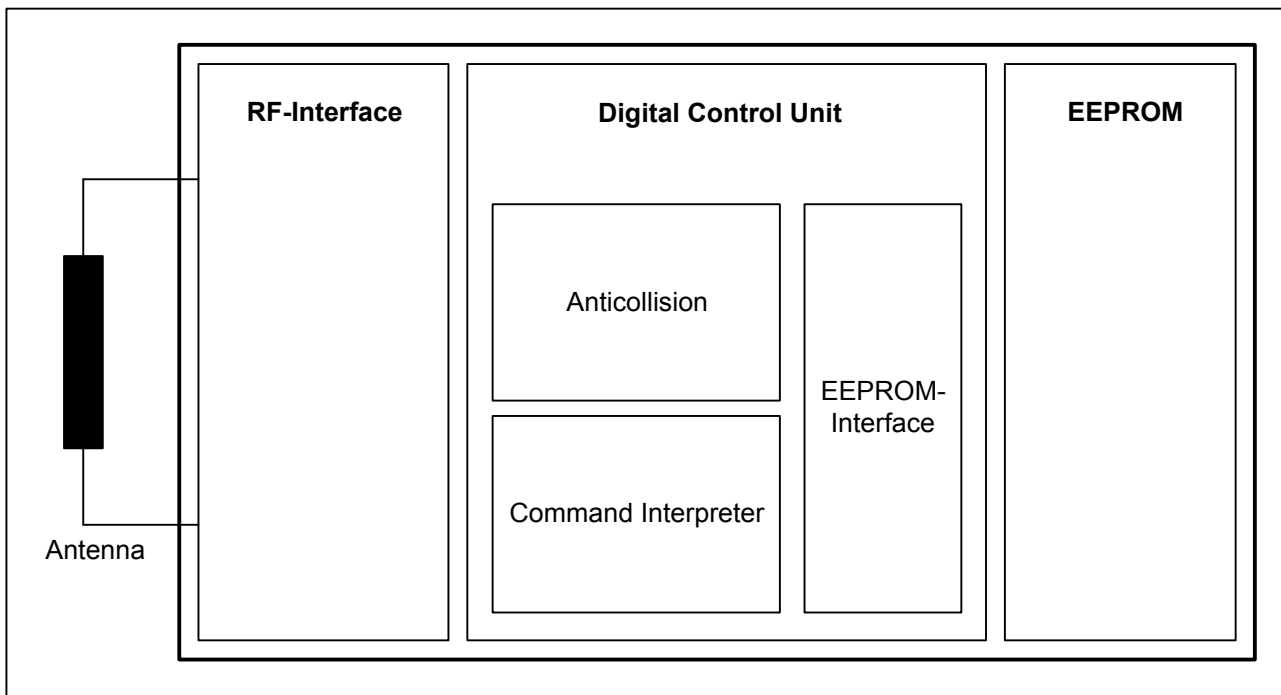 RF-Interface
Digital Control Unit
EEPROM
Anticollision
EEPROM-
Interface
Command Interpreter
Antenna